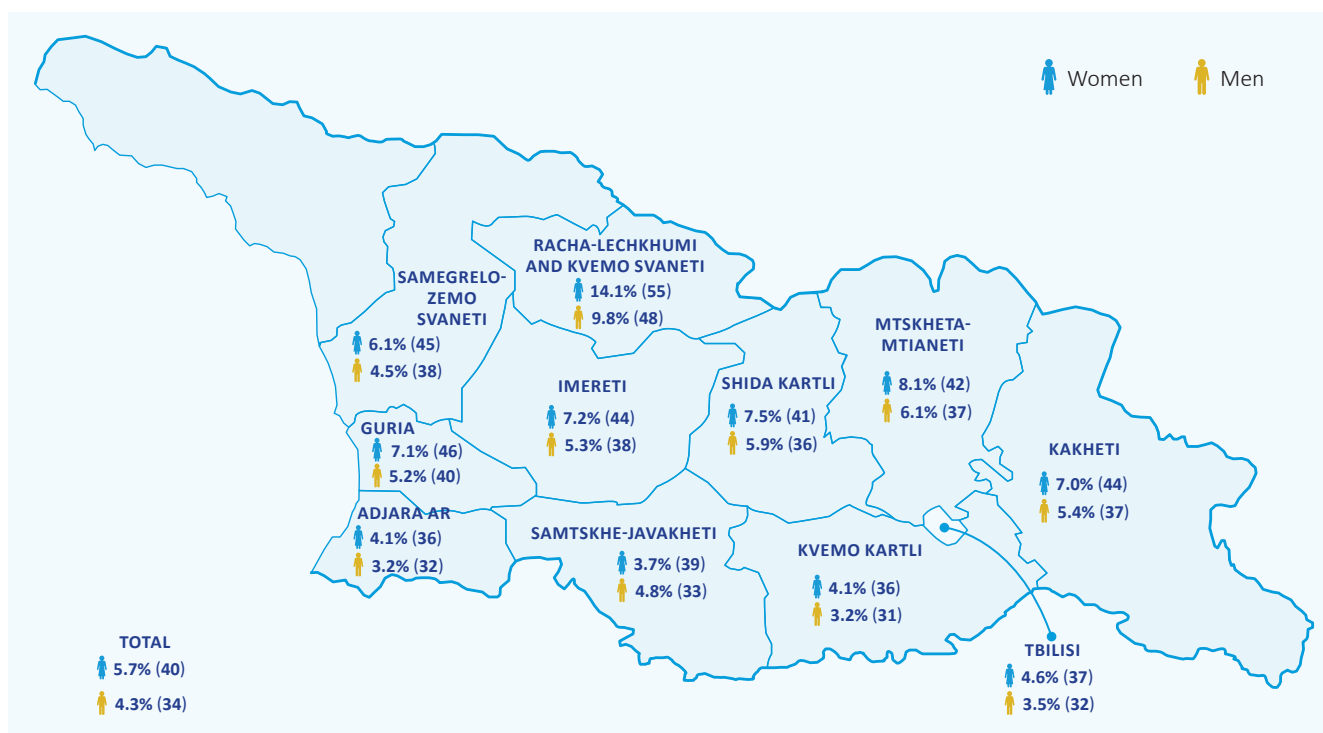 Women
Men
RACHA-LECHKHUMI
AND KVEMO SVANETI
14.1% (55)
9.8% (48)
SAMEGRELO-
ZEMO
SVANETI
6.1% (45)
4.5% (38)
MTSKHETA-
MTIANETI
8.1% (42)
6.1% (37)
IMERETI
7.2% (44)
5.3% (38)
SHIDA KARTLI
7.5% (41)
5.9% (36)
GURIA
7.1% (46)
5.2% (40)
KAKHETI
7.0% (44)
5.4% (37)
ADJARA AR
4.1% (36)
3.2% (32)
SAMTSKHE-JAVAKHETI
3.7% (39)
4.8% (33)
KVEMO KARTLI
4.1% (36)
3.2% (31)
TOTAL
5.7% (40)
4.3% (34)
TBILISI
4.6% (37)
3.5% (32)